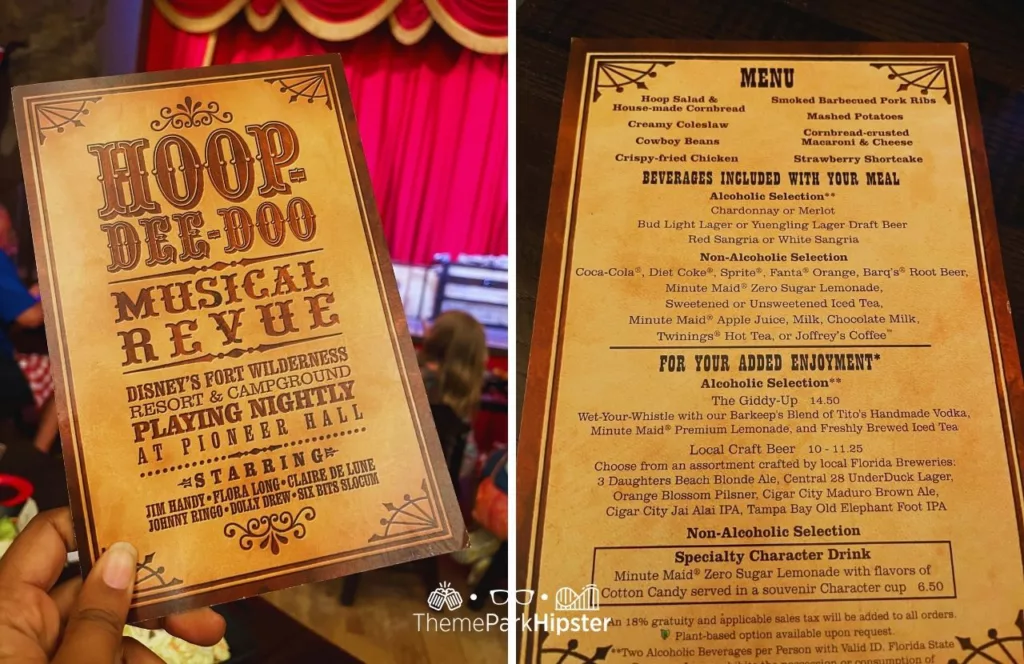 HOOP-
DEE-DOO
MUSICAL
REVUE
DISNEY'S FORT WILDERNESS
RESORT & CAMPGROUND
PLAYING NIGHTLY
AT PIONEER HALL
STARRING
JIM HANDY • FLORA LONG • CLAIRE DE LUNE
JOHNNY RINGO • DOLLY DREW • SIX BITS SLOCUM
MENU
Hoop Salad &
House-made Cornbread
Creamy Coleslaw
Cowboy Beans
Crispy-fried Chicken
Smoked Barbecued Pork Ribs
Mashed Potatoes
Cornbread-crusted
Macaroni & Cheese
Strawberry Shortcake
BEVERAGES INCLUDED WITH YOUR MEAL
Alcoholic Selection**
Chardonnay or Merlot
Bud Light Lager or Yuengling Lager Draft Beer
Red Sangria or White Sangria
Non-Alcoholic Selection
Coca-Cola®, Diet Coke®, Sprite®, Fanta® Orange, Barq's® Root Beer,
Minute Maid® Zero Sugar Lemonade,
Sweetened or Unsweetened Iced Tea,
Minute Maid® Apple Juice, Milk, Chocolate Milk,
Twinings® Hot Tea, or Joffrey's Coffee™
FOR YOUR ADDED ENJOYMENT*
Alcoholic Selection**
The Giddy-Up 14.50
Wet-Your-Whistle with our Barkeep's Blend of Tito's Handmade Vodka,
Minute Maid® Premium Lemonade, and Freshly Brewed Iced Tea
Local Craft Beer 10 - 11.25
Choose from an assortment crafted by local Florida Breweries:
3 Daughters Beach Blonde Ale, Central 28 UnderDuck Lager,
Orange Blossom Pilsner, Cigar City Maduro Brown Ale,
Cigar City Jai Alai IPA, Tampa Bay Old Elephant Foot IPA
Non-Alcoholic Selection
Specialty Character Drink
Minute Maid® Zero Sugar Lemonade with flavors of
Cotton Candy served in a souvenir Character cup 6.50
An 18% gratuity and applicable sales tax will be added to all orders.
Plant-based option available upon request.
**Two Alcoholic Beverages per Person with Valid ID. Florida State
consumption of
ThemeParkHipster